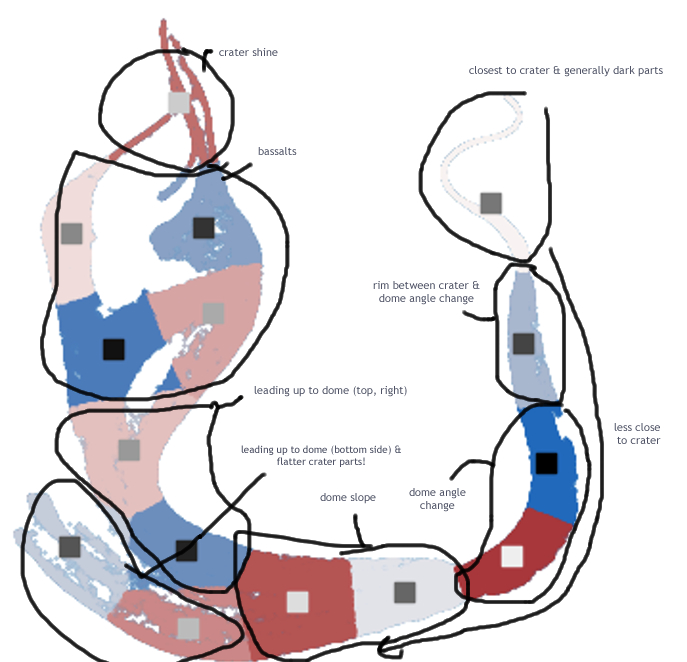 crater shine
closest to crater & generally dark parts
bassalts
rim between crater &
dome angle change
leading up to dome (top, right)
less close
to crater
leading up to dome (bottom side) &
flatter crater parts!
dome slope
dome angle
change